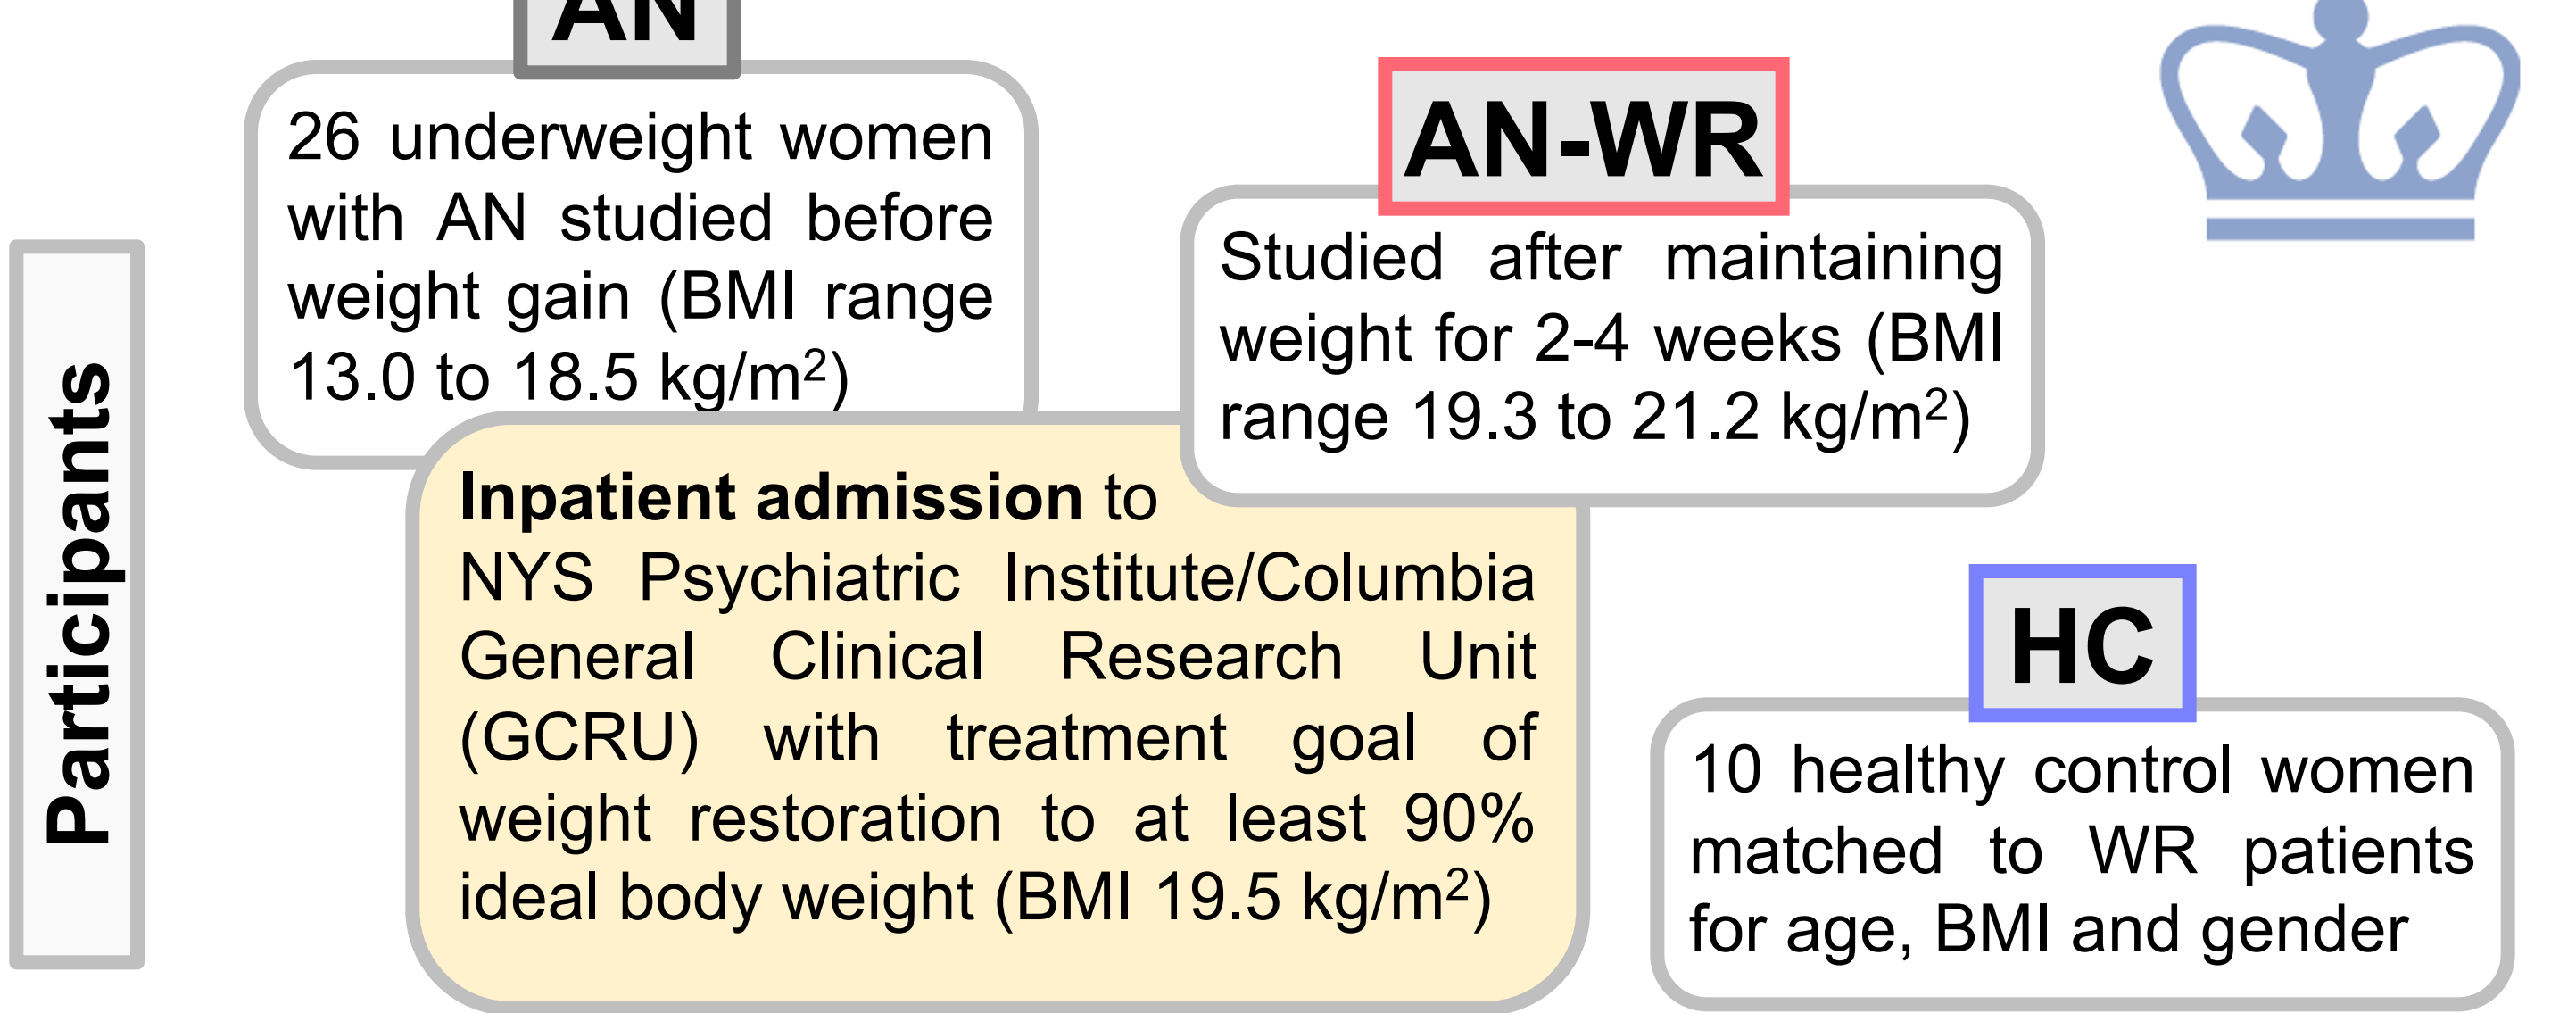 Participants
AN
26 underweight women
with AN studied before
weight gain (BMI range
13.0 to 18.5 kg/m²)
Inpatient admission to
NYS Psychiatric Institute/Columbia
General Clinical Research Unit
(GCRU) with treatment goal of
weight restoration to at least 90%
ideal body weight (BMI 19.5 kg/m²)
AN-WR
Studied after maintaining
weight for 2-4 weeks (BMI
range 19.3 to 21.2 kg/m²)
HC
10 healthy control women
matched to WR patients
for age, BMI and gender